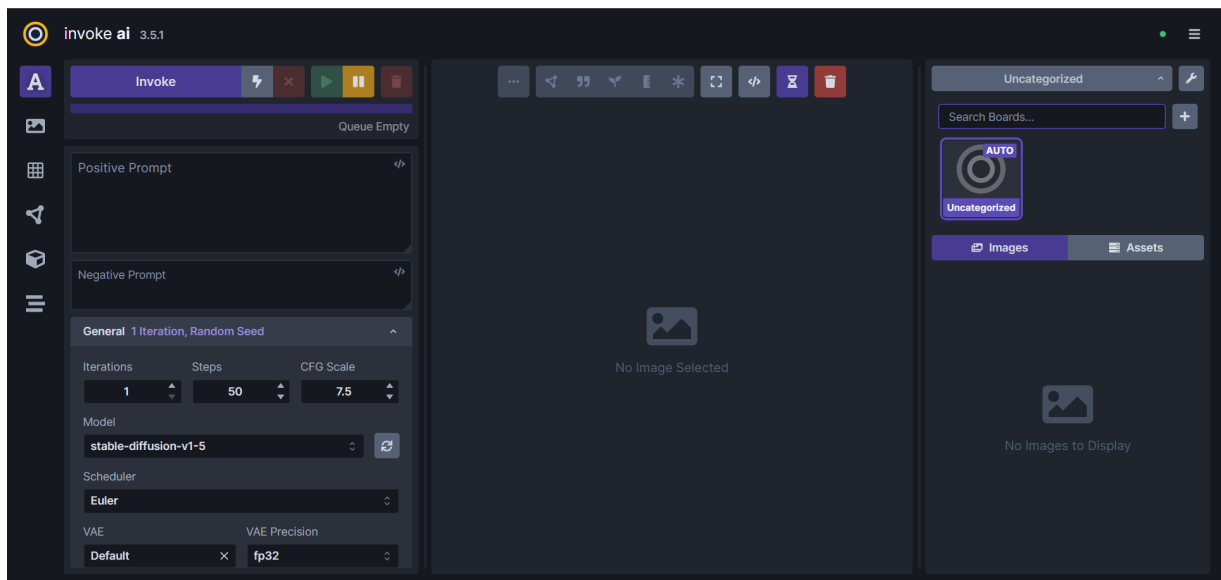 invoke ai 3.5.1
Invoke
Queue Empty
Positive Prompt
Negative Prompt
General 1 Iteration, Random Seed
Iterations Steps CFG Scale
1 50 7.5
Model
stable-diffusion-v1-5
Scheduler
Euler
VAE VAE Precision
Default fp32
No Image Selected
Uncategorized
Search Boards...
AUTO
Uncategorized
Images Assets
No Images to Display